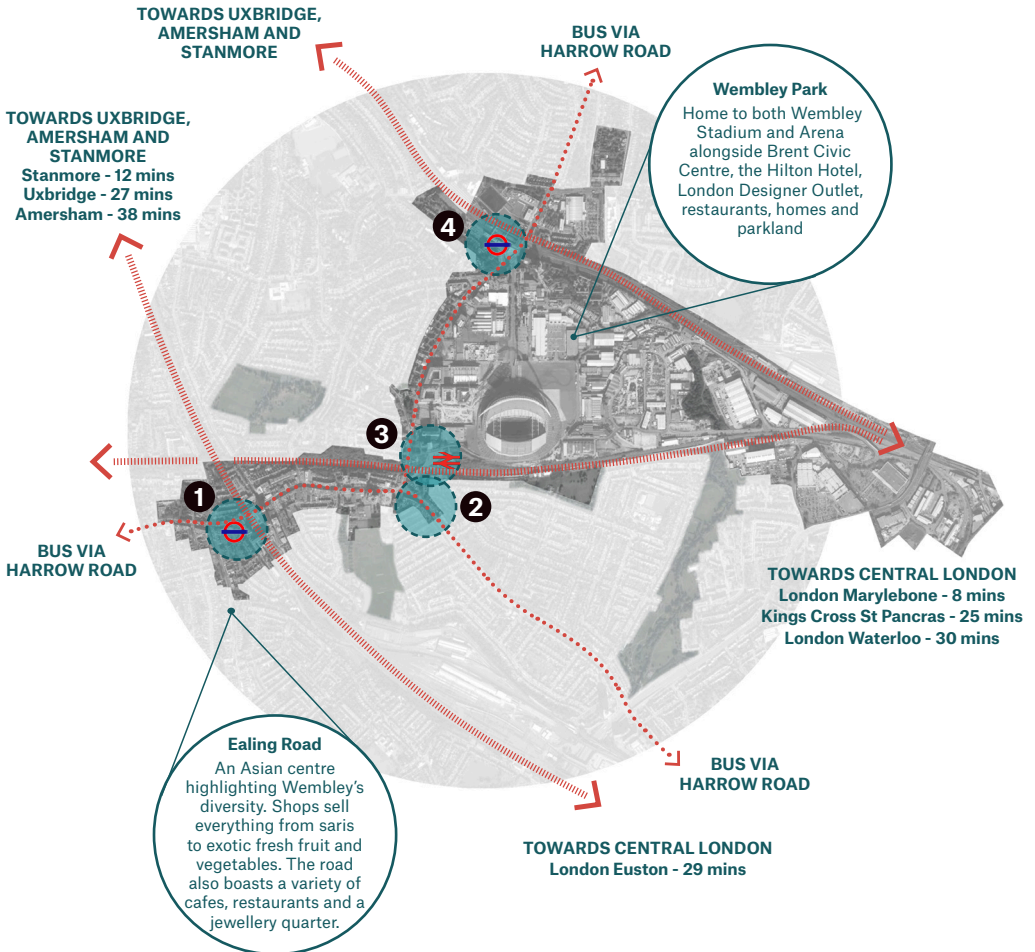 TOWARDS UXBRIDGE,
AMERSHAM AND
STANMORE
BUS VIA
HARROW ROAD
Wembley Park
Home to both Wembley
Stadium and Arena
alongside Brent Civic
Centre, the Hilton Hotel,
London Designer Outlet,
restaurants, homes and
parkland
TOWARDS UXBRIDGE,
AMERSHAM AND
STANMORE
Stanmore - 12 mins
Uxbridge - 27 mins
Amersham - 38 mins
4
3
1
2
BUS VIA
HARROW ROAD
TOWARDS CENTRAL LONDON
London Marylebone - 8 mins
Kings Cross St Pancras - 25 mins
London Waterloo - 30 mins
Ealing Road
An Asian centre
highlighting Wembley's
diversity. Shops sell
everything from saris
to exotic fresh fruit and
vegetables. The road
also boasts a variety of
cafes, restaurants and a
jewellery quarter.
BUS VIA
HARROW ROAD
TOWARDS CENTRAL LONDON
London Euston - 29 mins